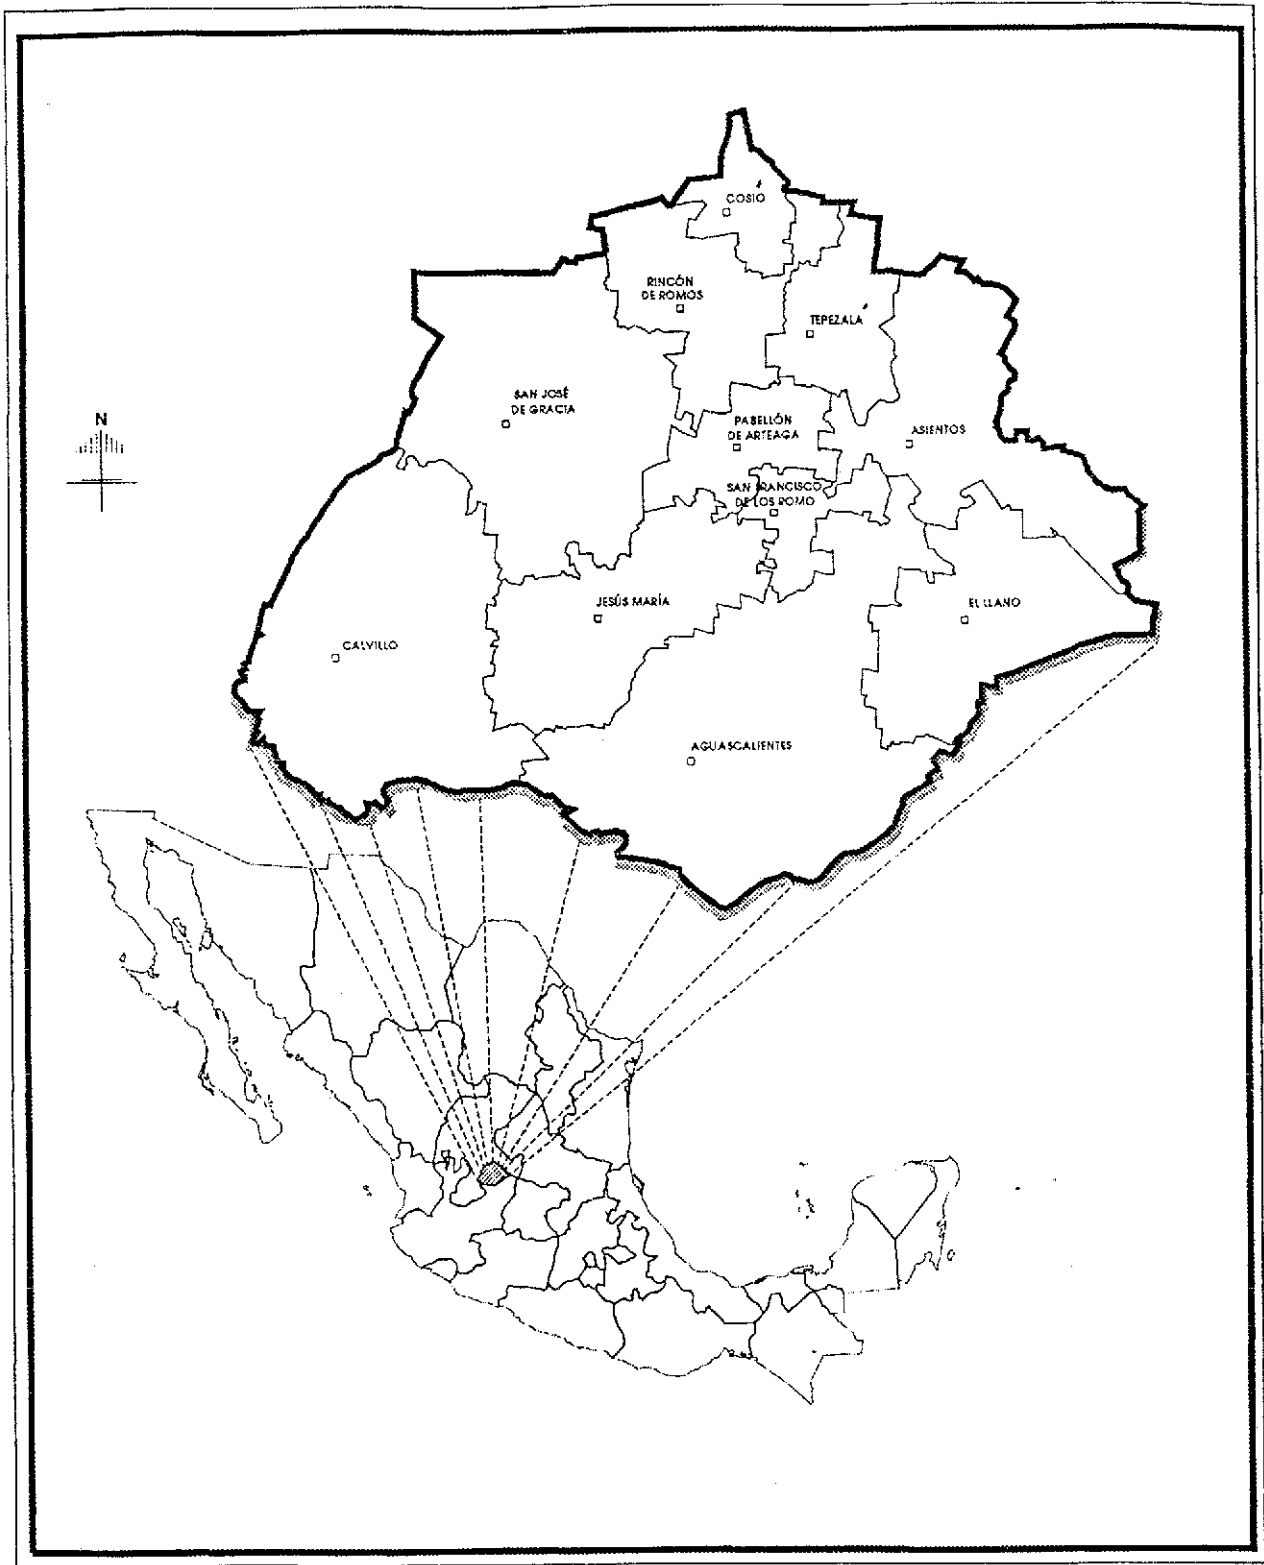 COSIÓ
RINCÓN
DE ROMOS
TEPEZALÁ
SAN JOSÉ
DE GRACIA
N
PABELLÓN
DE ARTEAGA
ASIENTOS
SAN FRANCISCO
DE LOS ROMO
JESÚS MARÍA
EL LLANO
CALVILLO
AGUASCALIENTES